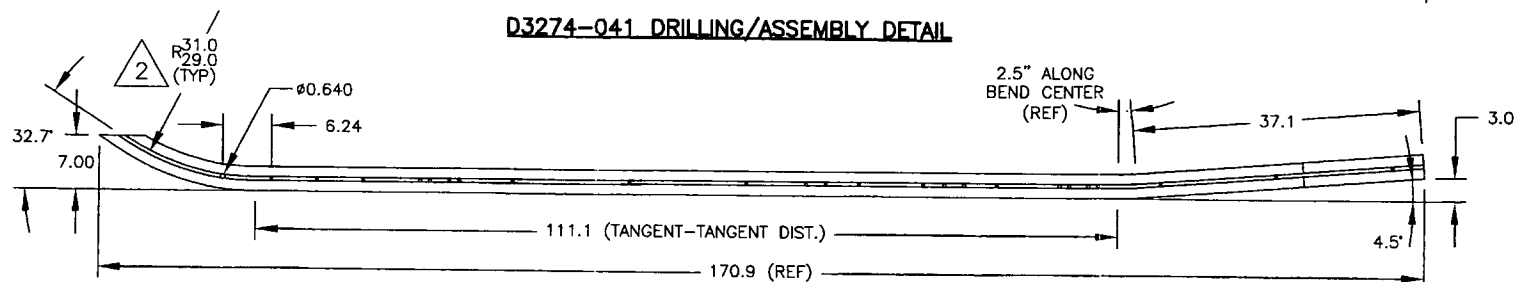 D3274-041 DRILLING/ASSEMBLY DETAIL
2
R31.0
29.0
(TYP)
Ø0.640
6.24
32.7°
7.00
2.5" ALONG
BEND CENTER
(REF)
37.1
3.0
4.5°
111.1 (TANGENT-TANGENT DIST.)
170.9 (REF)